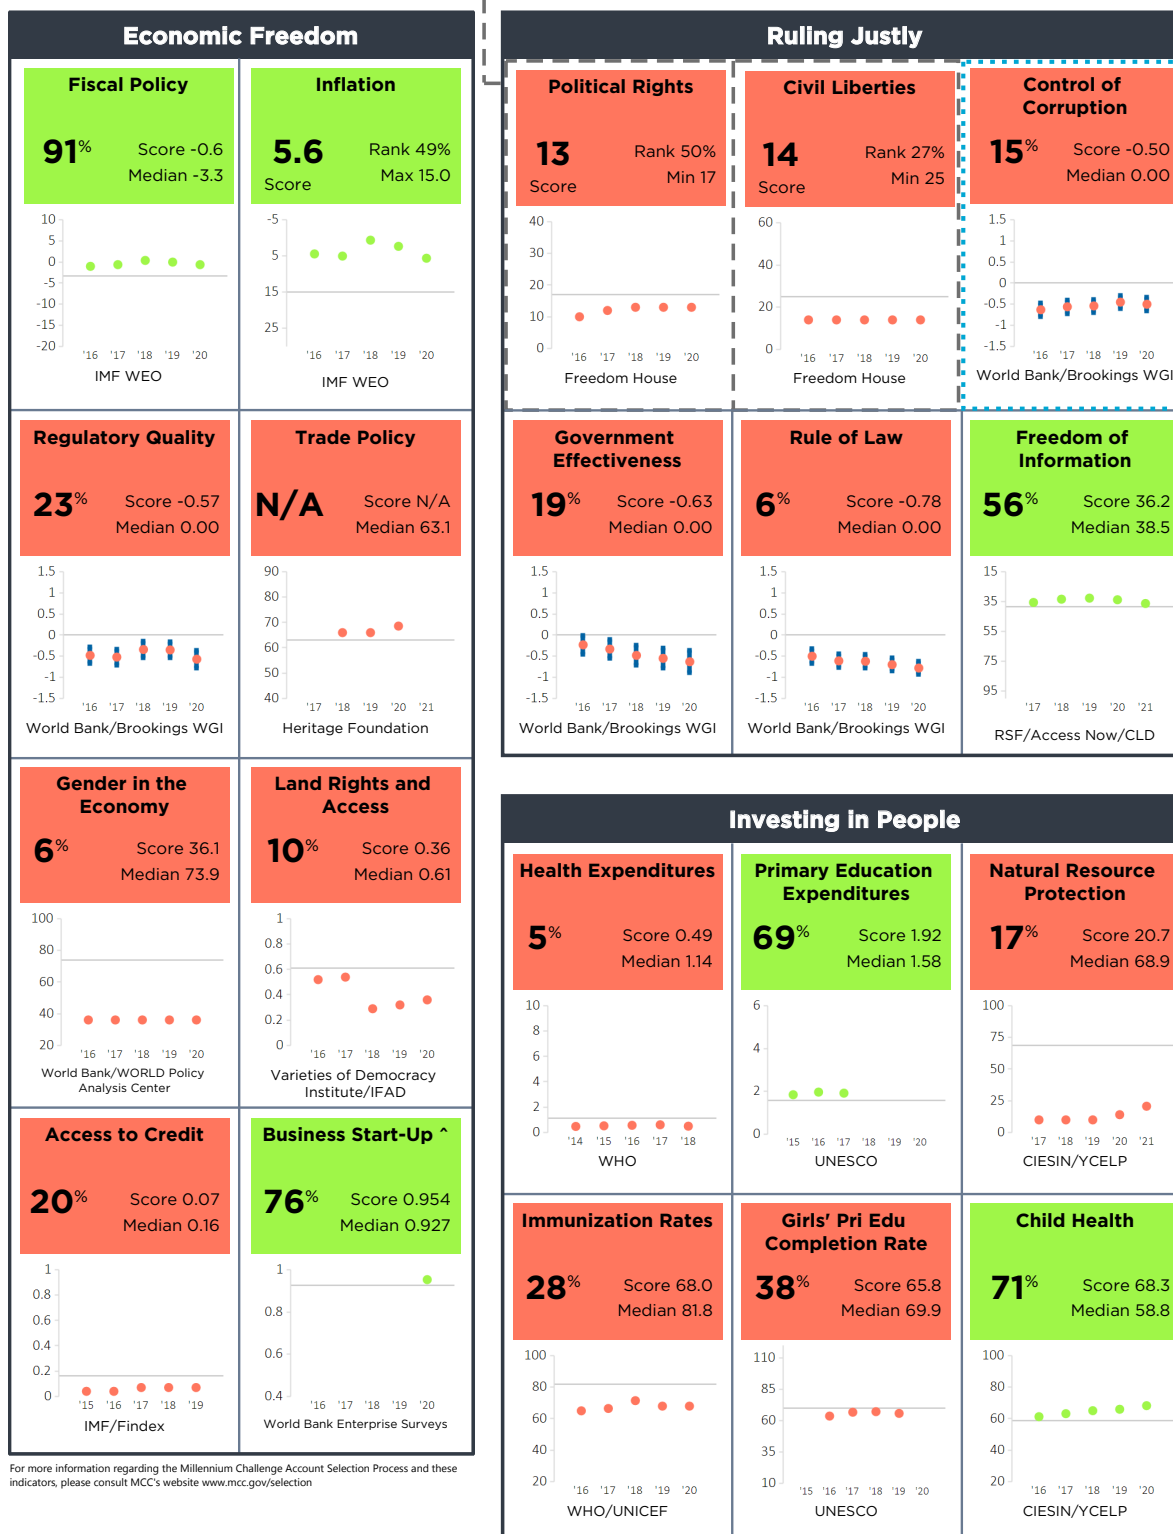 Economic Freedom
Fiscal Policy
91%
Score -0.6
Median -3.3
10
5
0
-5
-10
-15
-20
'16 '17 '18 '19 '20
IMF WEO
Inflation
5.6
Score
Rank 49%
Max 15.0
-5
5
15
25
'16 '17 '18 '19 '20
IMF WEO
Regulatory Quality
23%
Score -0.57
Median 0.00
1.5
1
0.5
0
-0.5
-1
-1.5
'16 '17 '18 '19 '20
World Bank/Brookings WGI
Trade Policy
N/A
Score N/A
Median 63.1
90
80
70
60
50
40
'17 '18 '19 '20 '21
Heritage Foundation
Gender in the
Economy
6%
Score 36.1
Median 73.9
100
80
60
40
20
'16 '17 '18 '19 '20
World Bank/WORLD Policy
Analysis Center
Land Rights and
Access
10%
Score 0.36
Median 0.61
1
0.8
0.6
0.4
0.2
0
'16 '17 '18 '19 '20
Varieties of Democracy
Institute/IFAD
Access to Credit
20%
Score 0.07
Median 0.16
1
0.8
0.6
0.4
0.2
0
'15 '16 '17 '18 '19
IMF/Findex
Business Start-Up ^
76%
Score 0.954
Median 0.927
1
0.8
0.6
0.4
'16 '17 '18 '19 '20
World Bank Enterprise Surveys
For more information regarding the Millennium Challenge Account Selection Process and these
indicators, please consult MCC's website www.mcc.gov/selection
Ruling Justly
Political Rights
13
Score
Rank 50%
Min 17
40
30
20
10
0
'16 '17 '18 '19 '20
Freedom House
Civil Liberties
14
Score
Rank 27%
Min 25
60
40
20
0
'16 '17 '18 '19 '20
Freedom House
Control of
Corruption
15%
Score -0.50
Median 0.00
1.5
1
0.5
0
-0.5
-1
-1.5
'16 '17 '18 '19 '20
World Bank/Brookings WGI
Government
Effectiveness
19%
Score -0.63
Median 0.00
1.5
1
0.5
0
-0.5
-1
-1.5
'16 '17 '18 '19 '20
World Bank/Brookings WGI
Rule of Law
6%
Score -0.78
Median 0.00
1.5
1
0.5
0
-0.5
-1
-1.5
'16 '17 '18 '19 '20
World Bank/Brookings WGI
Freedom of
Information
56%
Score 36.2
Median 38.5
15
35
55
75
95
'17 '18 '19 '20 '21
RSF/Access Now/CLD
Investing in People
Health Expenditures
5%
Score 0.49
Median 1.14
10
8
6
4
2
0
'14 '15 '16 '17 '18
WHO
Primary Education
Expenditures
69%
Score 1.92
Median 1.58
6
4
2
0
'15 '16 '17 '18 '19 '20
UNESCO
Natural Resource
Protection
17%
Score 20.7
Median 68.9
100
75
50
25
0
'17 '18 '19 '20 '21
CIESIN/YCELP
Immunization Rates
28%
Score 68.0
Median 81.8
100
80
60
40
20
'16 '17 '18 '19 '20
WHO/UNICEF
Girls' Pri Edu
Completion Rate
38%
Score 65.8
Median 69.9
110
85
60
35
10
'15 '16 '17 '18 '19 '20
UNESCO
Child Health
71%
Score 68.3
Median 58.8
100
80
60
40
20
'16 '17 '18 '19 '20
CIESIN/YCELP